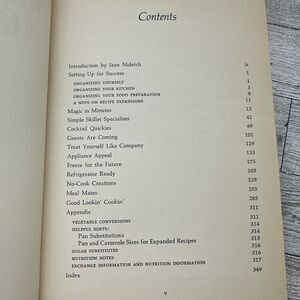 Contents
Introduction by Jean Nidetch ix
Setting Up for Success 1
ORGANIZING YOURSELF 1
ORGANIZING YOUR KITCHEN 3
ORGANIZING YOUR FOOD PREPARATION 9
A NOTE ON RECIPE EXPANSIONS 11
Magic in Minutes 13
Simple Skillet Specialties 41
Cocktail Quickies 69
Guests Are Coming 101
Treat Yourself Like Company 129
Appliance Appeal 153
Freeze for the Future 175
Refrigerator Ready 203
No-Cook Creations 229
Meal Mates 255
Good Lookin' Cookin' 285
Appendix 311
VEGETABLE CONVERSIONS 311
HELPFUL HINTS: 314
Pan Substitutions 314
Pan and Casserole Sizes for Expanded Recipes 315
SUGAR SUBSTITUTES 316
NUTRITION NOTES 316
EXCHANGE INFORMATION AND NUTRITION INFORMATION 317
Index 349
v